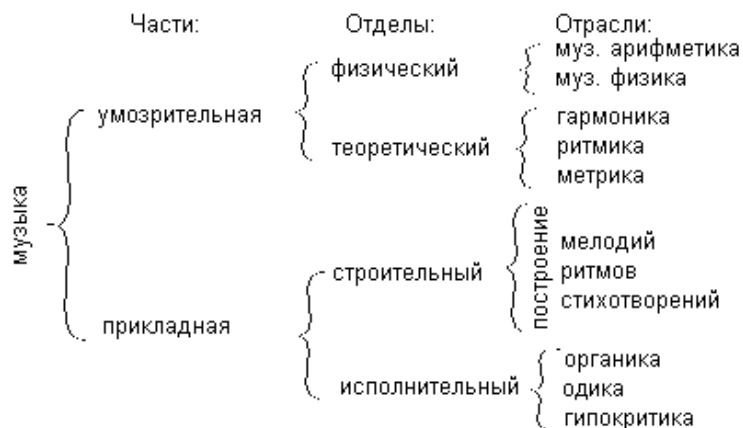 Части: Отделы: Отрасли:
музыка
умозрительная
физический
муз. арифметика
муз. физика
теоретический
гармоника
ритмика
метрика
прикладная
строительный
построение
мелодий
ритмов
стихотворений
исполнительный
органика
одика
гипокритика